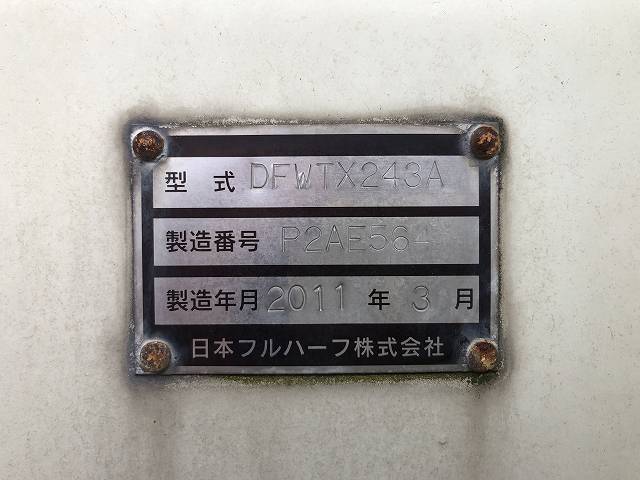 型 式 DFWTX243A
製造番号 P2AE564
製造年月 2011 年 3 月
日本フルハーフ株式会社